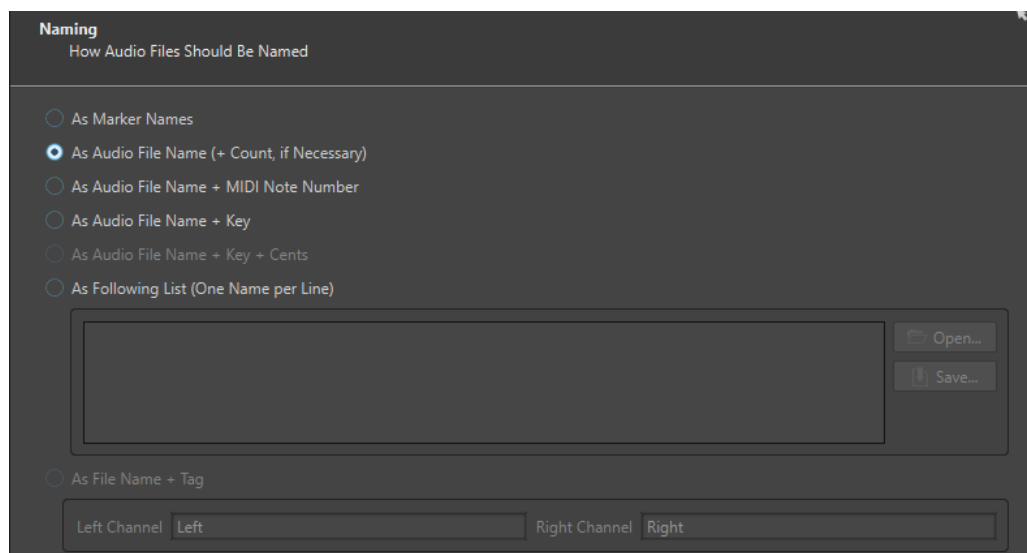 Naming
How Audio Files Should Be Named
As Marker Names
As Audio File Name (+ Count, if Necessary)
As Audio File Name + MIDI Note Number
As Audio File Name + Key
As Audio File Name + Key + Cents
As Following List (One Name per Line)
Open...
Save...
As File Name + Tag
Left Channel Left Right Channel Right